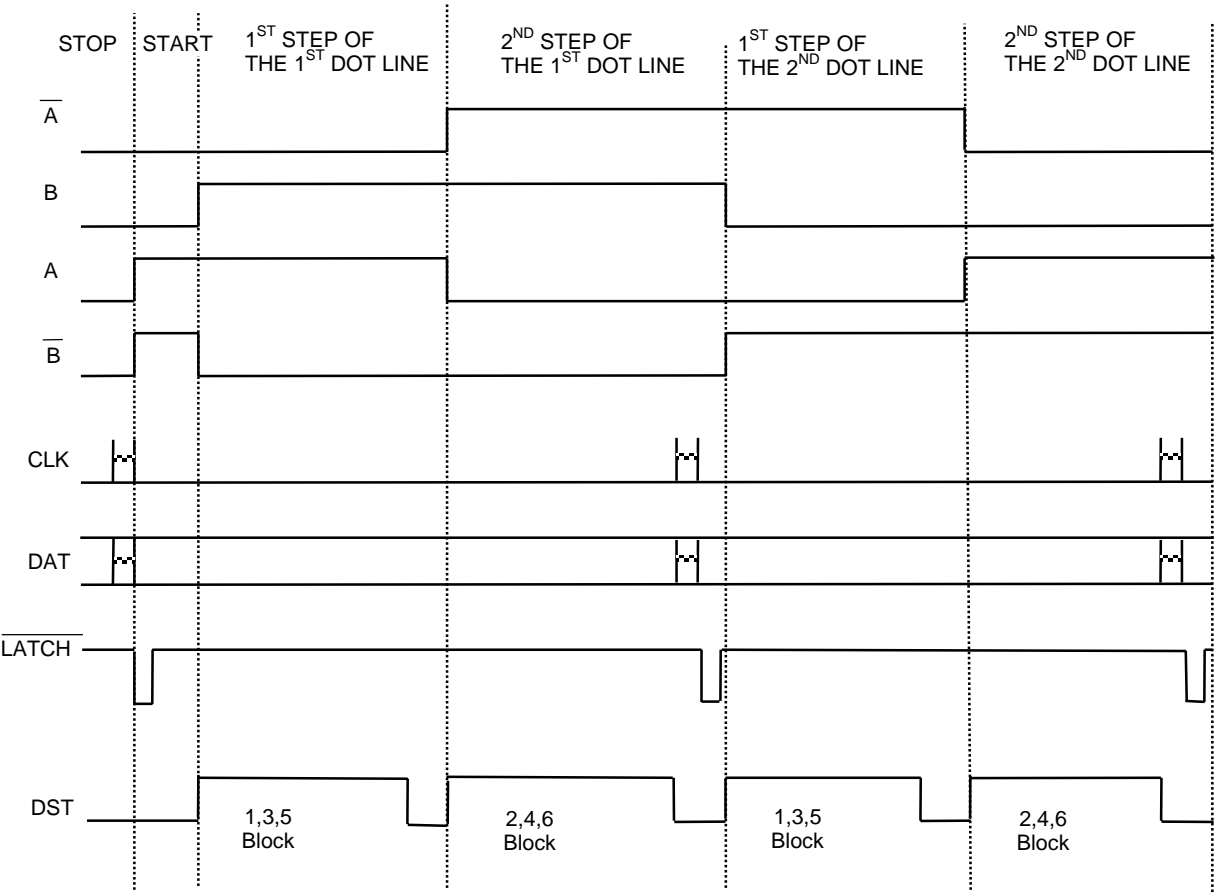 STOP
START
1ST STEP OF
THE 1ST DOT LINE
2ND STEP OF
THE 1ST DOT LINE
1ST STEP OF
THE 2ND DOT LINE
2ND STEP OF
THE 2ND DOT LINE
A̅
B
A
B̅
CLK
DAT
L̅A̅T̅C̅H̅
DST
1,3,5
Block
2,4,6
Block
1,3,5
Block
2,4,6
Block